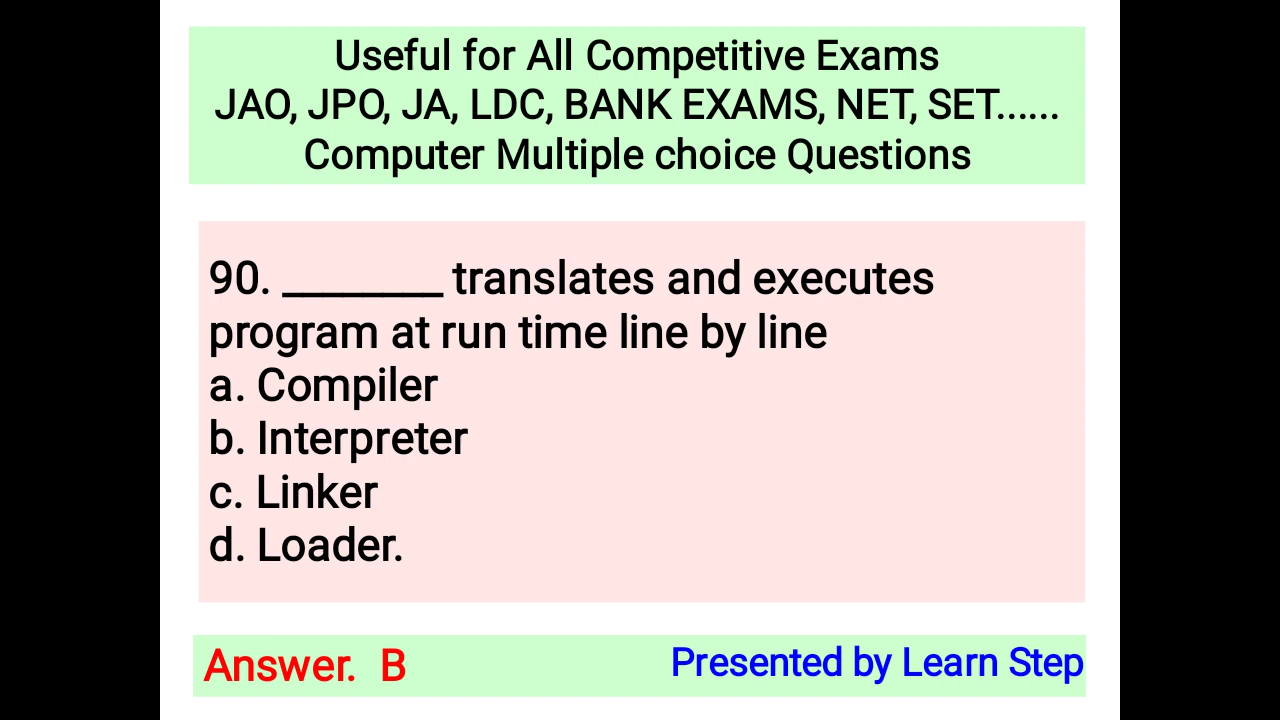 Useful for All Competitive Exams
JAO, JPO, JA, LDC, BANK EXAMS, NET, SET......
Computer Multiple choice Questions
90. ________ translates and executes
program at run time line by line
a. Compiler
b. Interpreter
c. Linker
d. Loader.
Answer.  B
Presented by Learn Step